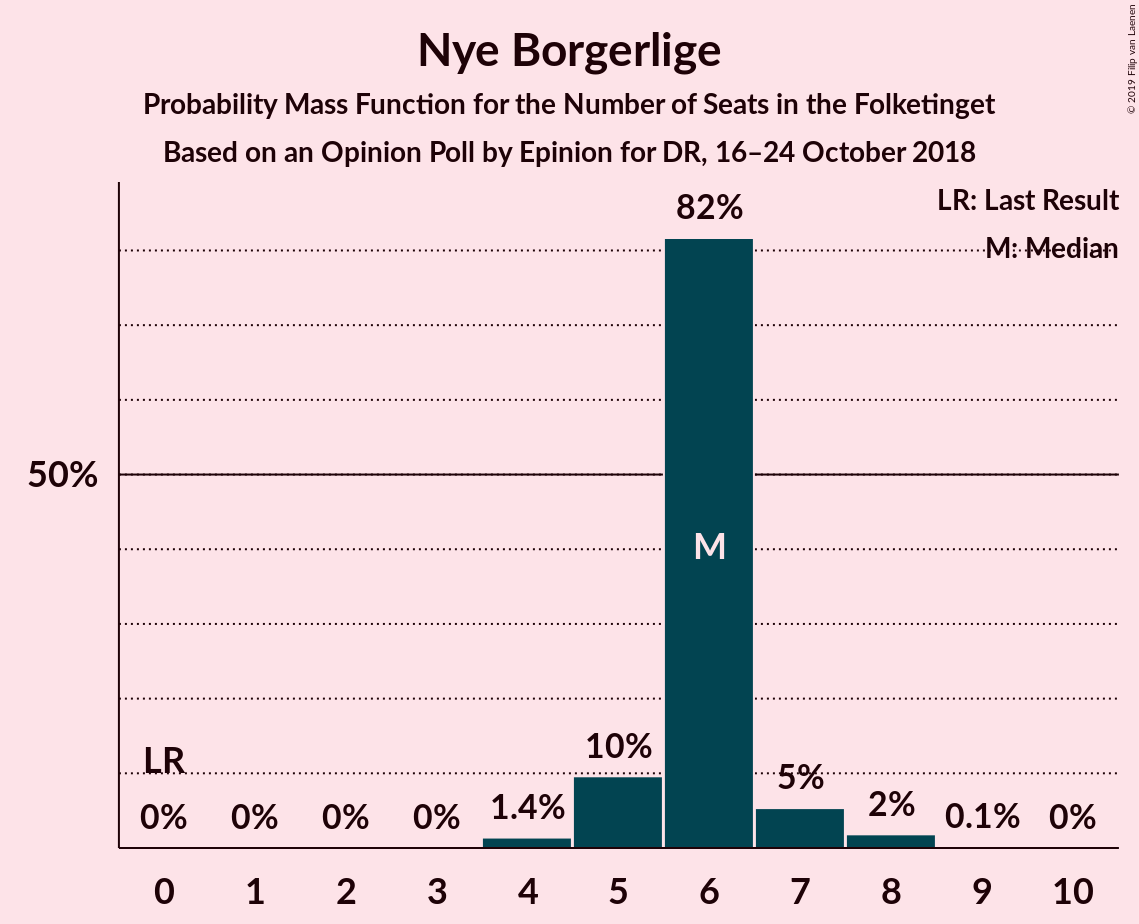 Nye Borgerlige
Probability Mass Function for the Number of Seats in the Folketinget
Based on an Opinion Poll by Epinion for DR, 16–24 October 2018
© 2019 Filip van Laenen
LR: Last Result
M: Median
82%
50%
M
LR
0%
0%
0%
0%
1.4%
10%
5%
2%
0.1%
0%
0 1 2 3 4 5 6 7 8 9 10